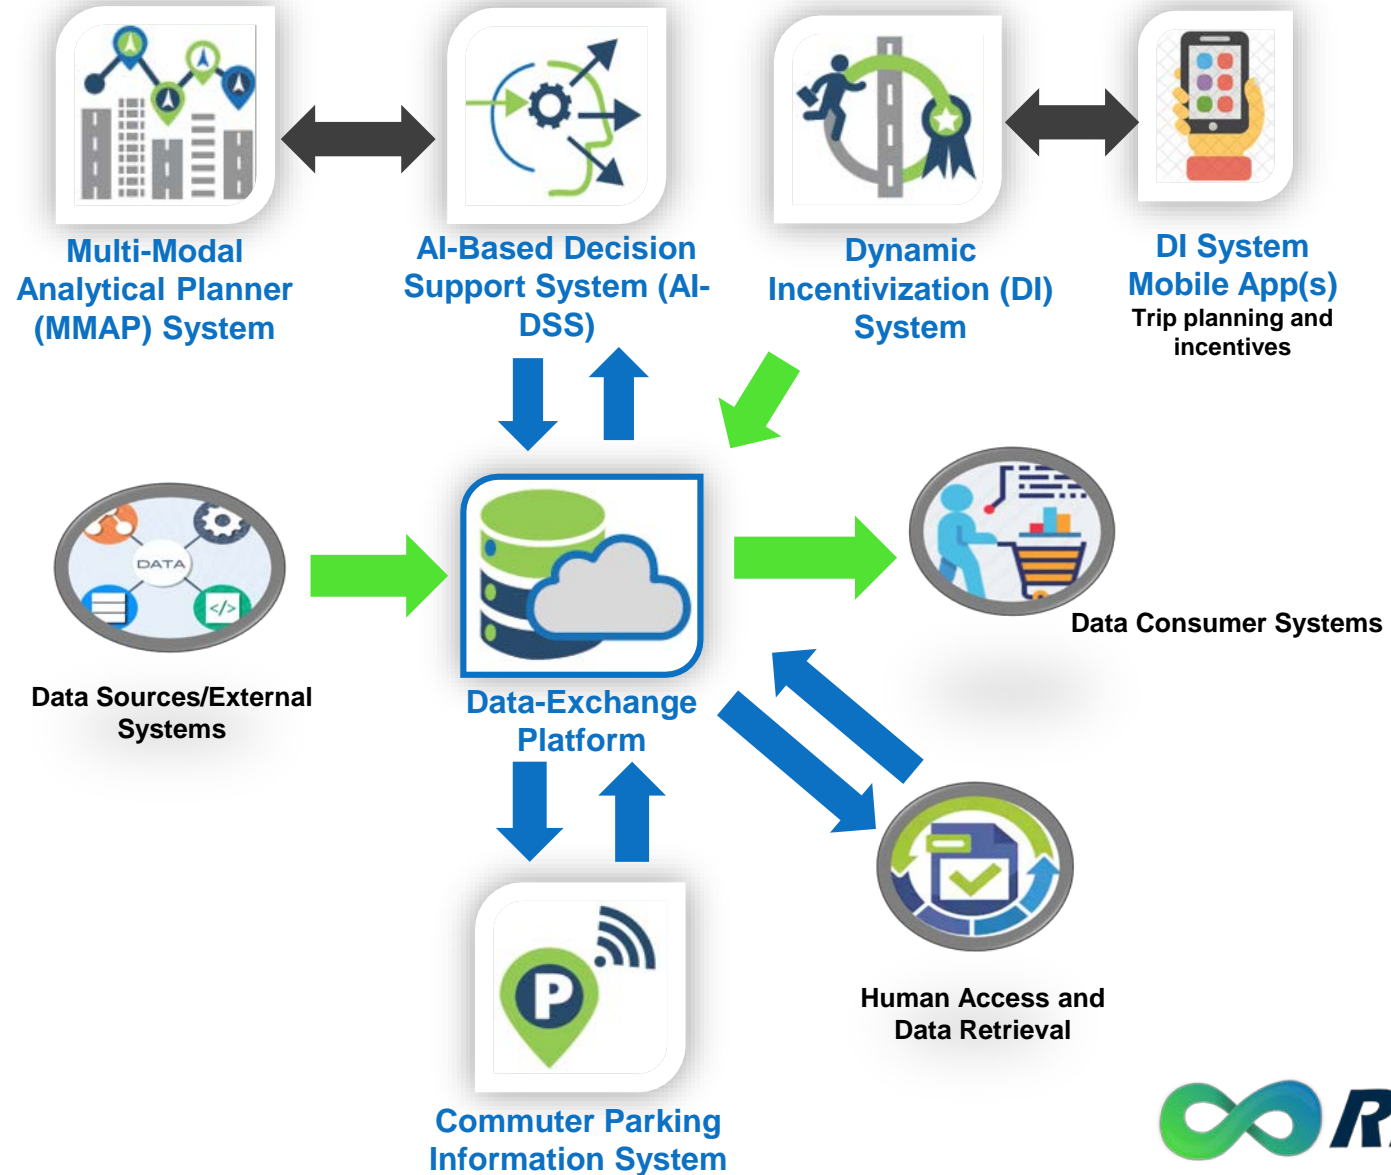 Multi-Modal
Analytical Planner
(MMAP) System
AI-Based Decision
Support System (AI-
DSS)
Dynamic
Incentivization (DI)
System
DI System
Mobile App(s)
Trip planning and
incentives
DATA
</>
Data Sources/External
Systems
Data-Exchange
Platform
Data Consumer Systems
P
Human Access and
Data Retrieval
Commuter Parking
Information System